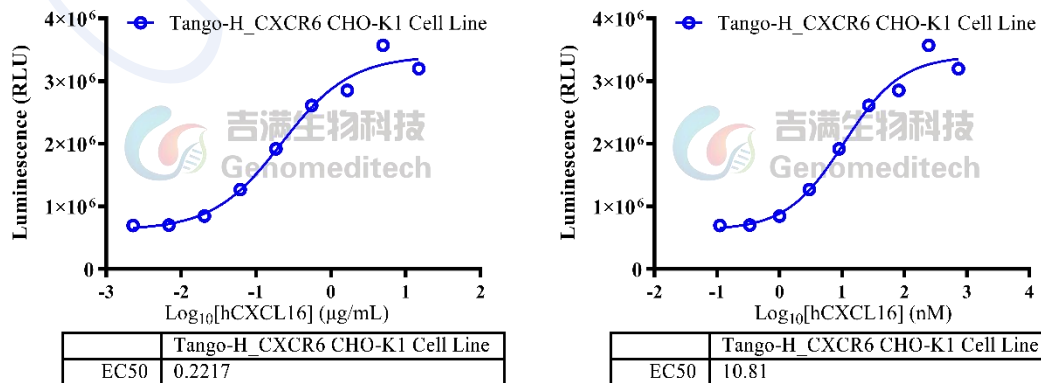 Tango-H_CXCR6 CHO-K1 Cell Line
Luminescence (RLU)
4×10⁶
3×10⁶
2×10⁶
1×10⁶
0
-3 -2 -1 0 1 2
Log₁₀[hCXCL16] (μg/mL)
吉满生物科技
Genomeditech
Tango-H_CXCR6 CHO-K1 Cell Line
EC50 0.2217
Tango-H_CXCR6 CHO-K1 Cell Line
Luminescence (RLU)
4×10⁶
3×10⁶
2×10⁶
1×10⁶
0
-2 -1 0 1 2 3 4
Log₁₀[hCXCL16] (nM)
吉满生物科技
Genomeditech
Tango-H_CXCR6 CHO-K1 Cell Line
EC50 10.81